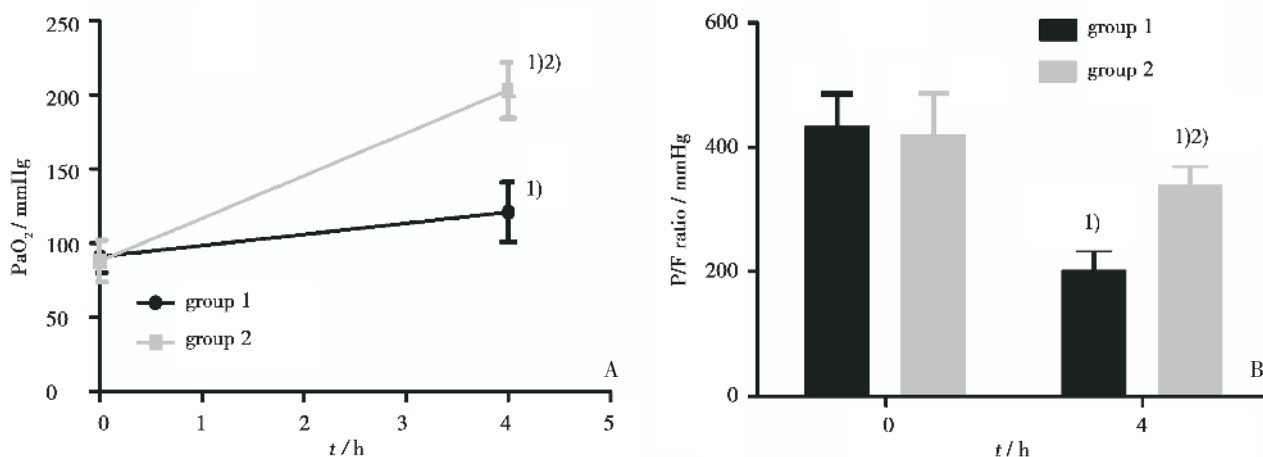 250
200
150
100
50
0
PaO₂ / mmHg
1)2)
1)
group 1
group 2
A
0 1 2 3 4 5
t / h
600
400
200
0
P/F ratio / mmHg
group 1
group 2
1)2)
1)
B
0 4
t / h